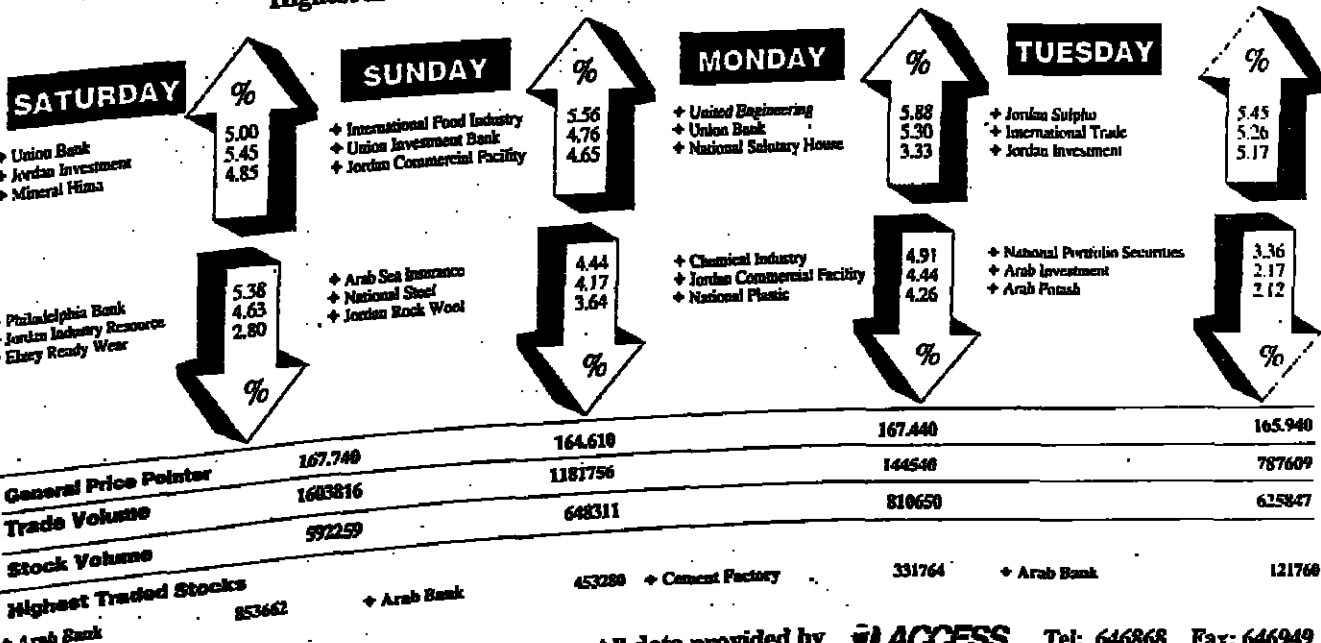 SATURDAY
%
+ Union Bank 5.00
+ Jordan Investment 5.45
+ Mineral Hima 4.85
Philadelphia Bank 5.38
Jordan Industry Resource 4.63
Ready Wear 2.80
%
SUNDAY
%
+ International Food Industry 5.56
+ Union Investment Bank 4.76
+ Jordan Commercial Facility 4.65
+ Arab Sea Insurance 4.44
+ National Steel 4.17
+ Jordan Rock Wool 3.64
%
MONDAY
%
+ United Engineering 5.88
+ Union Bank 5.30
+ National Salutary House 3.33
+ Chemical Industry 4.91
+ Jordan Commercial Facility 4.44
+ National Plastic 4.26
%
TUESDAY
%
+ Jordan Sulpho 5.45
+ International Trade 5.26
+ Jordan Investment 5.17
+ National Portfolio Securities 3.36
+ Arab Investment 2.17
+ Arab Potash 2.12
%
General Price Pointer 167.740 164.610 167.440 165.940
Trade Volume 1603816 1181756 144540 787609
Stock Volume 592259 648311 810650 625847
Highest Traded Stocks
+ Arab Bank 853662 + Arab Bank 453280 + Cement Factory 331764 + Arab Bank 121760
All data provided by ACCESS Tel: 646868 Fax: 646949